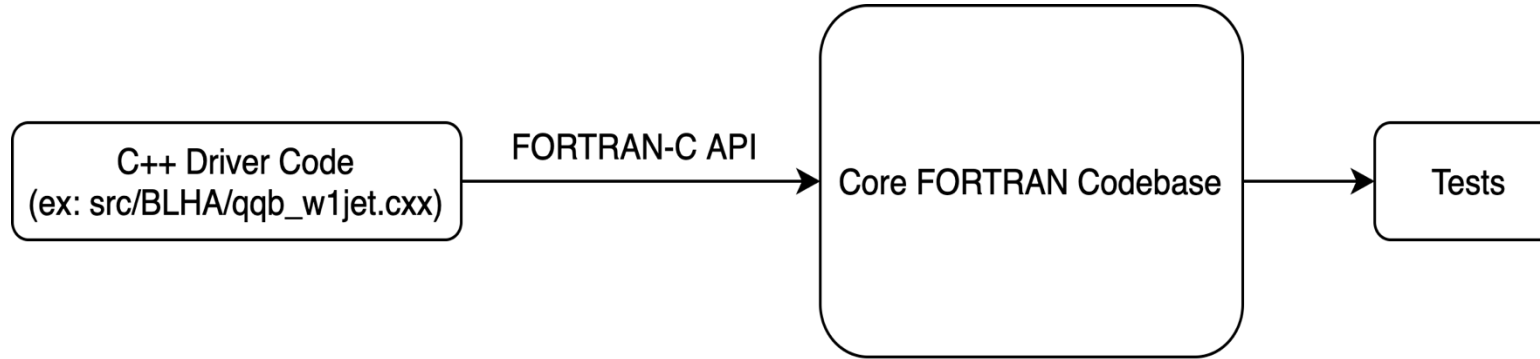 C++ Driver Code
(ex: src/BLHA/qqb_w1jet.cxx)
FORTRAN-C API
Core FORTRAN Codebase
Tests